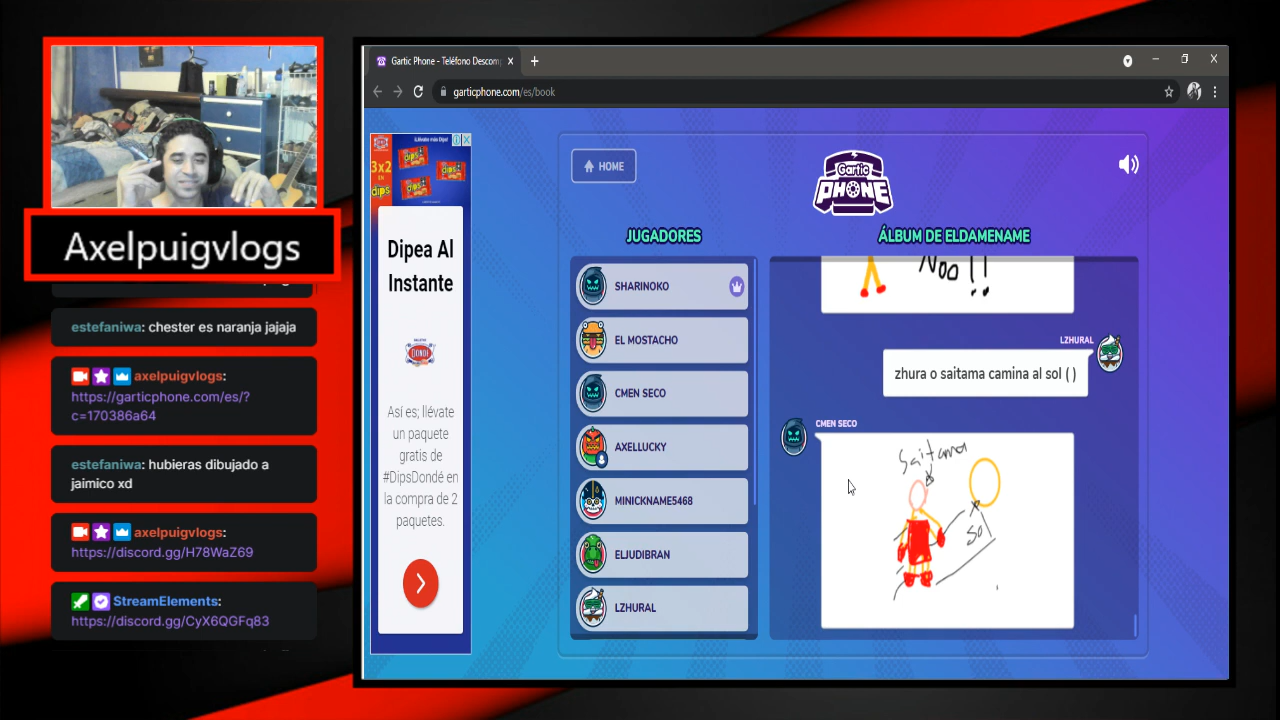 Axelpuigvlogs
estefaniwa: chester es naranja jajaja
axelpuigvlogs:
https://garticphone.com/es/?
c=170386a64
estefaniwa: hubieras dibujado a
jaimico xd
axelpuigvlogs:
https://discord.gg/H78WaZ69
StreamElements:
https://discord.gg/CyX6QGFq83
Gartic Phone - Teléfono Descom
garticphone.com/es/book
¡Llévate más Dips!
3x2
EN
dips
Dipea Al
Instante
DONDE
Así es; llévate
un paquete
gratis de
#DipsDondé en
la compra de 2
paquetes.
HOME
Gartic
PHONE
JUGADORES
SHARINOKO
EL MOSTACHO
CMEN SECO
AXELLUCKY
MINICKNAME5468
ELJUDIBRAN
LZHURAL
ÁLBUM DE ELDAMENAME
Noo!!
LZHURAL
zhura o saitama camina al sol ( )
CMEN SECO
Saitama
Sol